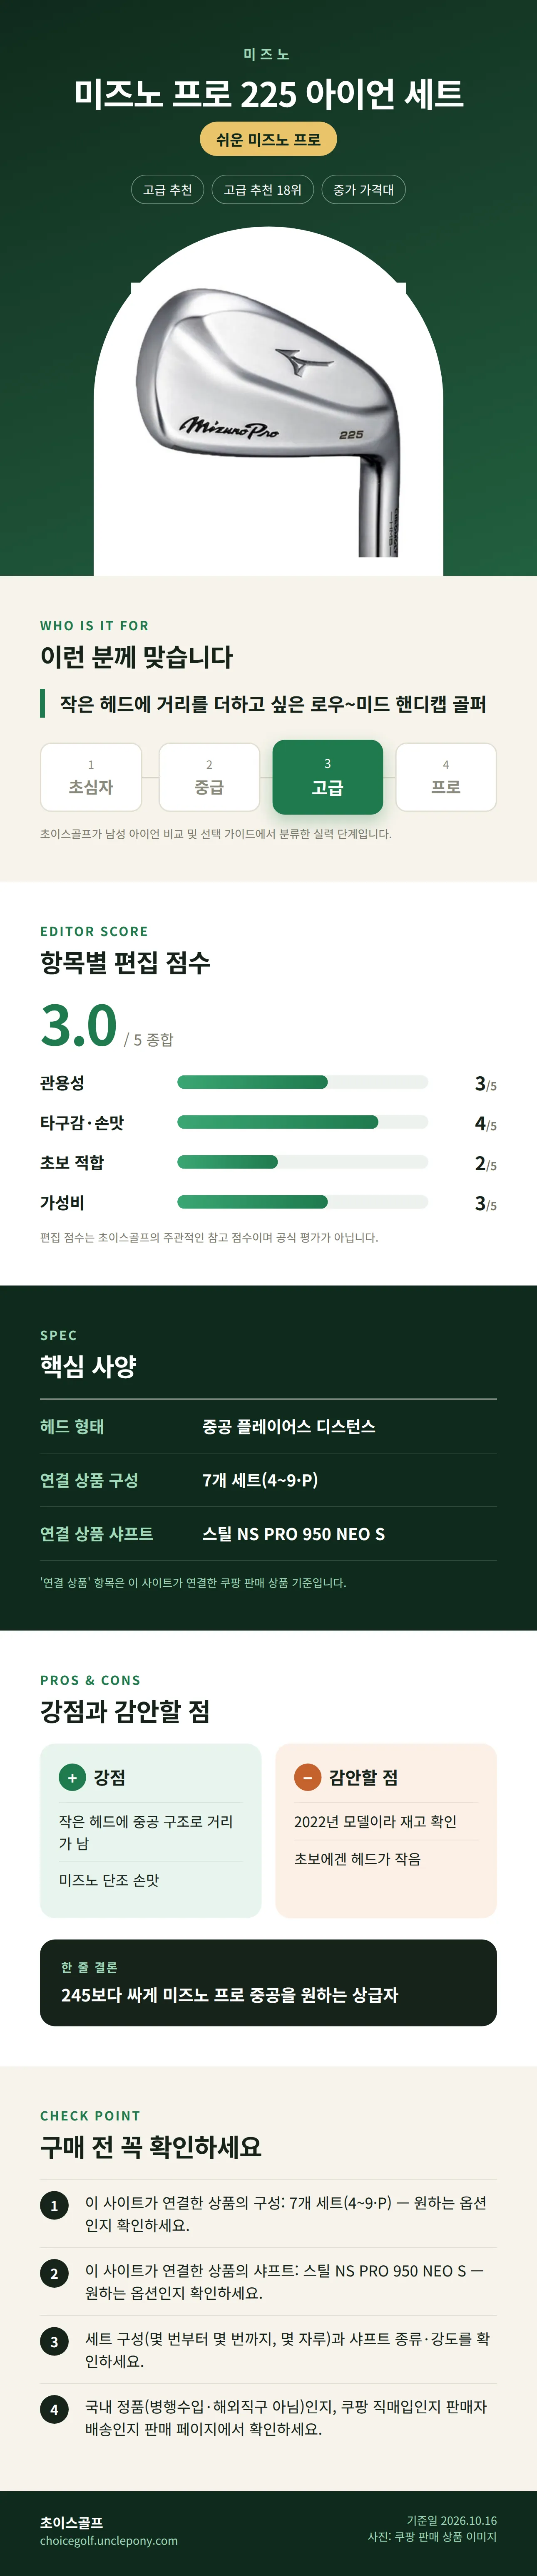 미즈노
미즈노 프로 225 아이언 세트
쉬운 미즈노 프로
고급 추천
고급 추천 18위
중가 가격대
Mizuno Pro
225
WHO IS IT FOR
이런 분께 맞습니다
작은 헤드에 거리를 더하고 싶은 로우~미드 핸디캡 골퍼
1
초심자
2
중급
3
고급
4
프로
초이스골프가 남성 아이언 비교 및 선택 가이드에서 분류한 실력 단계입니다.
EDITOR SCORE
항목별 편집 점수
3.0 / 5 종합
관용성 3/5
타구감·손맛 4/5
초보 적합 2/5
가성비 3/5
편집 점수는 초이스골프의 주관적인 참고 점수이며 공식 평가가 아닙니다.
SPEC
핵심 사양
헤드 형태 중공 플레이어스 디스턴스
연결 상품 구성 7개 세트(4~9·P)
연결 상품 샤프트 스틸 NS PRO 950 NEO S
'연결 상품' 항목은 이 사이트가 연결한 쿠팡 판매 상품 기준입니다.
PROS & CONS
강점과 감안할 점
+ 강점
작은 헤드에 중공 구조로 거리
가 남
미즈노 단조 손맛
− 감안할 점
2022년 모델이라 재고 확인
초보에겐 헤드가 작음
한 줄 결론
245보다 싸게 미즈노 프로 중공을 원하는 상급자
CHECK POINT
구매 전 꼭 확인하세요
1 이 사이트가 연결한 상품의 구성: 7개 세트(4~9·P) — 원하는 옵션
인지 확인하세요.
2 이 사이트가 연결한 상품의 샤프트: 스틸 NS PRO 950 NEO S —
원하는 옵션인지 확인하세요.
3 세트 구성(몇 번부터 몇 번까지, 몇 자루)과 샤프트 종류·강도를 확
인하세요.
4 국내 정품(병행수입·해외직구 아님)인지, 쿠팡 직매입인지 판매자
배송인지 판매 페이지에서 확인하세요.
초이스골프
choicegolf.unclepony.com
기준일 2026.10.16
사진: 쿠팡 판매 상품 이미지